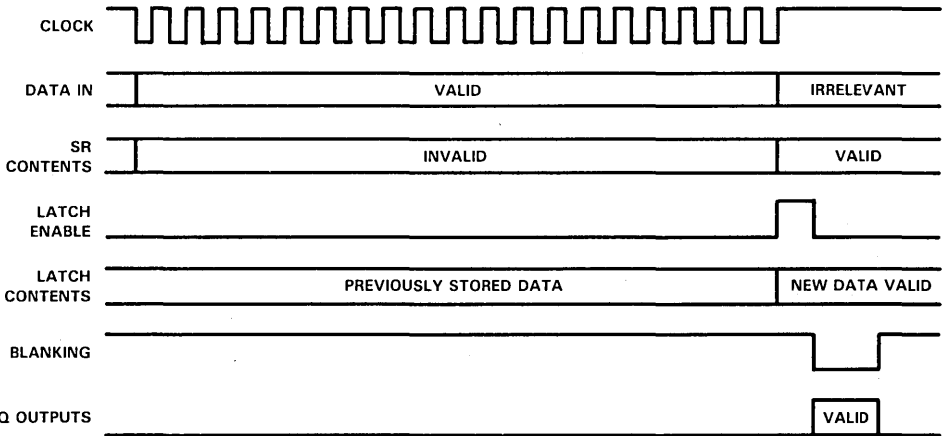 CLOCK
DATA IN
VALID
IRRELEVANT
SR
CONTENTS
INVALID
VALID
LATCH
ENABLE
LATCH
CONTENTS
PREVIOUSLY STORED DATA
NEW DATA VALID
BLANKING
Q OUTPUTS
VALID